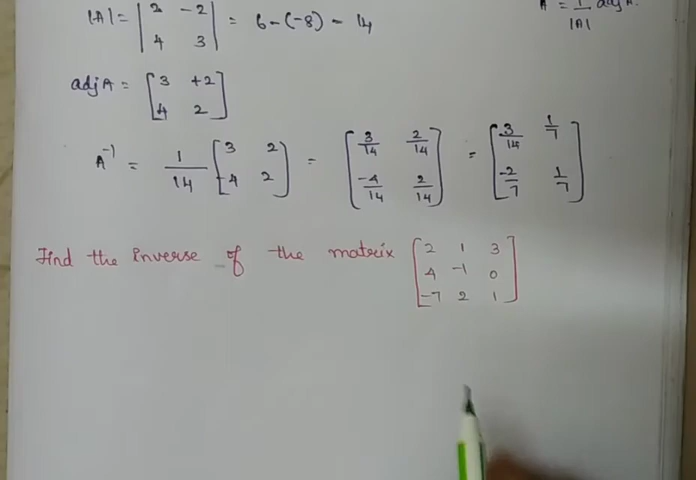 |A| = | 2 -2 | = 6-(-8) - 14
| 4 3 |
A = 1/|A| adj A.
adj A = [ 3 +2 ]
[ 4 2 ]
A^-1 = 1/14 [ 3 2 ] = [ 3/14 2/14 ] = [ 3/14 1/7 ]
[ -4 2 ] [ -4/14 2/14 ] [ -2/7 1/7 ]
Find the inverse of the matrix [ 2 1 3 ]
[ 4 -1 0 ]
[ -7 2 1 ]